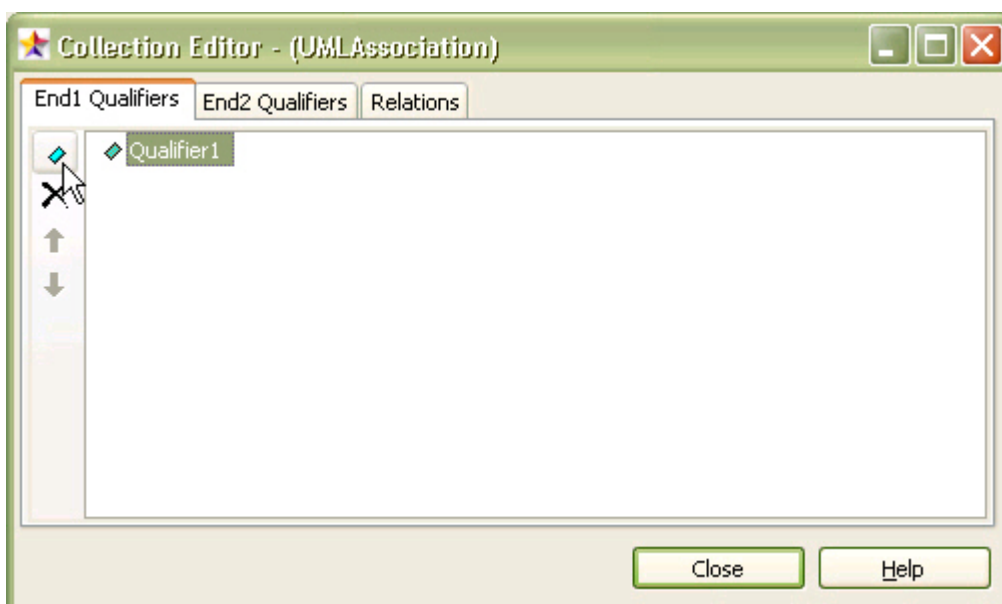 Collection Editor - (UMLAssociation)
End1 Qualifiers End2 Qualifiers Relations
Qualifier1
Close Help